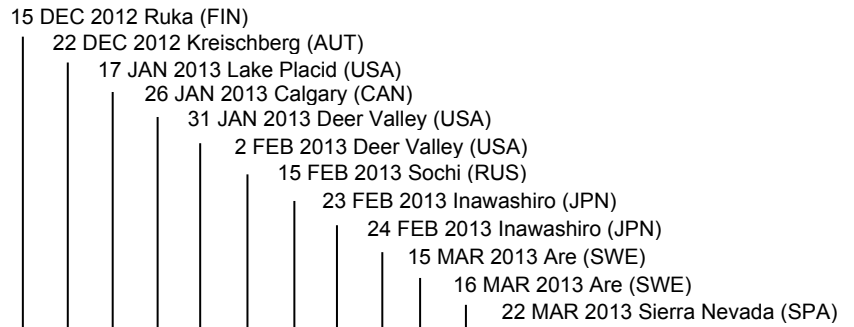 15 DEC 2012 Ruka (FIN)
22 DEC 2012 Kreischberg (AUT)
17 JAN 2013 Lake Placid (USA)
26 JAN 2013 Calgary (CAN)
31 JAN 2013 Deer Valley (USA)
2 FEB 2013 Deer Valley (USA)
15 FEB 2013 Sochi (RUS)
23 FEB 2013 Inawashiro (JPN)
24 FEB 2013 Inawashiro (JPN)
15 MAR 2013 Are (SWE)
16 MAR 2013 Are (SWE)
22 MAR 2013 Sierra Nevada (SPA)